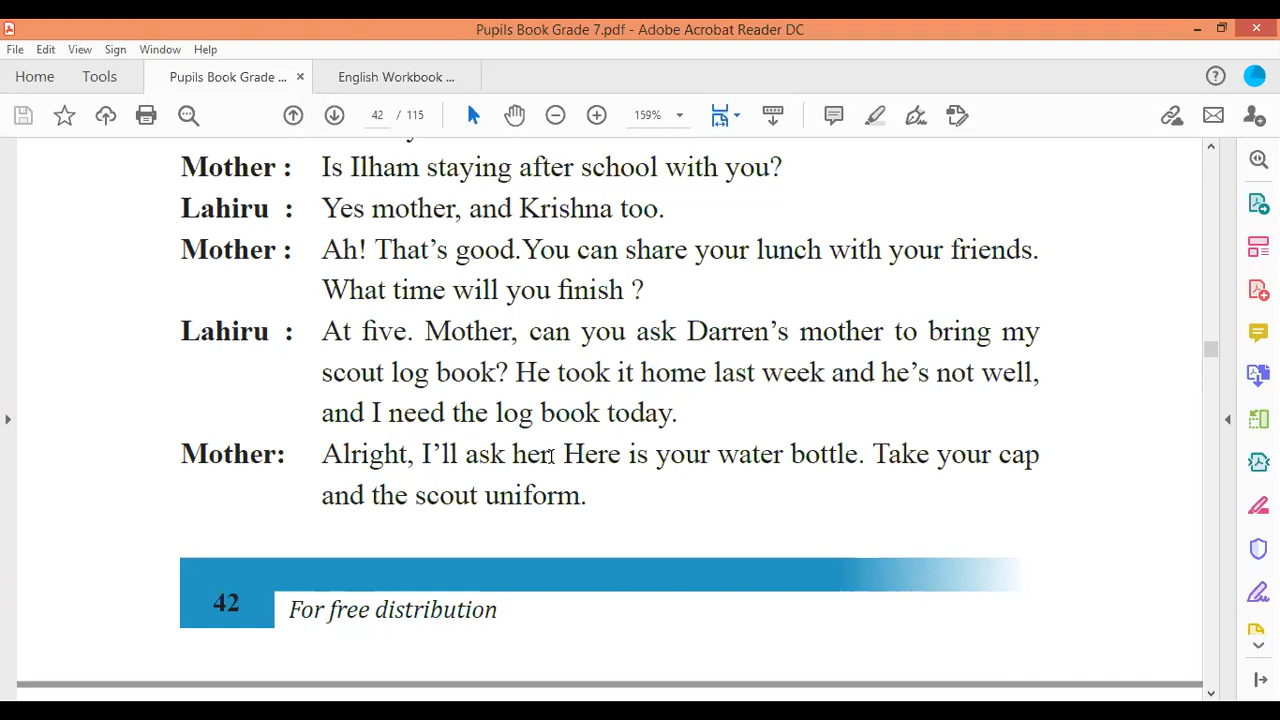 Pupils Book Grade 7.pdf - Adobe Acrobat Reader DC
File Edit View Sign Window Help
Home Tools Pupils Book Grade ... × English Workbook ...
42 / 115 159%
Mother : Is Ilham staying after school with you?
Lahiru : Yes mother, and Krishna too.
Mother : Ah! That’s good.You can share your lunch with your friends.
What time will you finish ?
Lahiru : At five. Mother, can you ask Darren’s mother to bring my
scout log book? He took it home last week and he’s not well,
and I need the log book today.
Mother: Alright, I’ll ask her. Here is your water bottle. Take your cap
and the scout uniform.
42
For free distribution